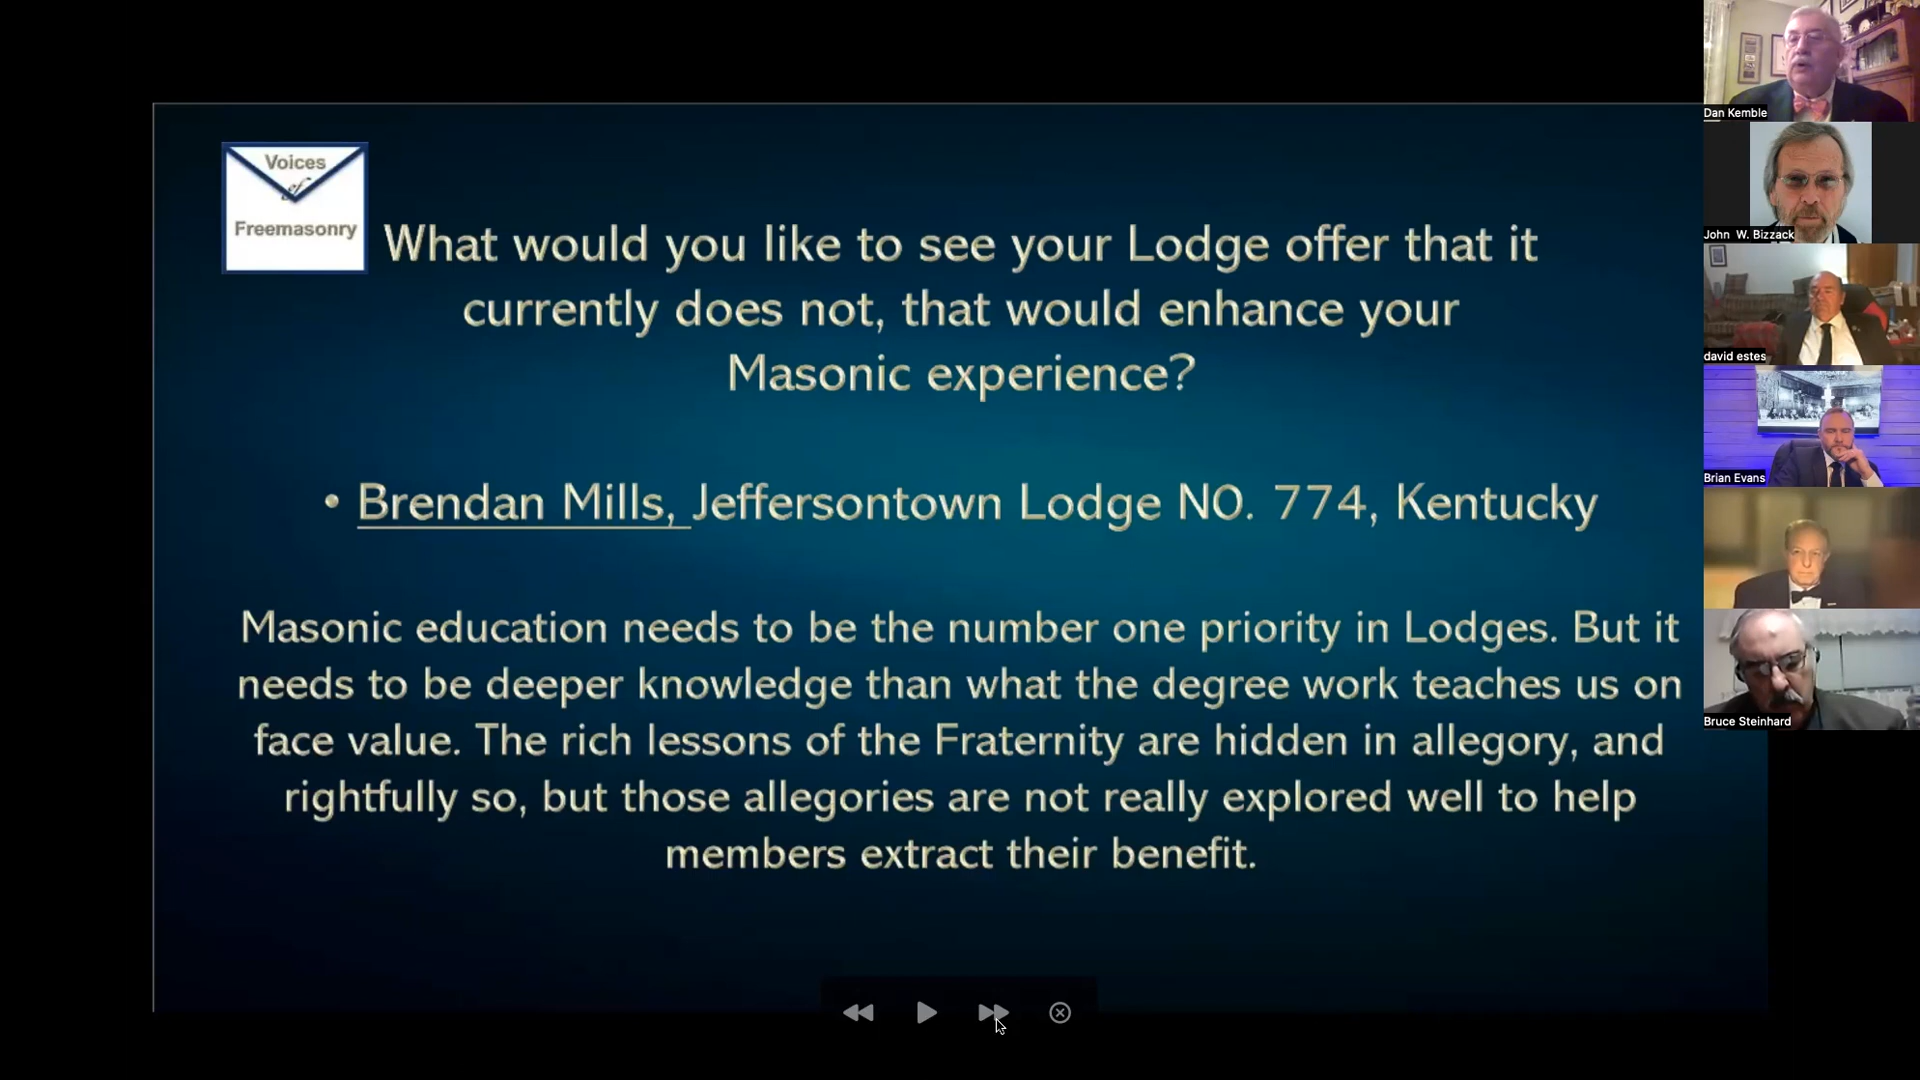 Voices
of
Freemasonry
What would you like to see your Lodge offer that it
currently does not, that would enhance your
Masonic experience?
• Brendan Mills, Jeffersontown Lodge NO. 774, Kentucky
Masonic education needs to be the number one priority in Lodges. But it
needs to be deeper knowledge than what the degree work teaches us on
face value. The rich lessons of the Fraternity are hidden in allegory, and
rightfully so, but those allegories are not really explored well to help
members extract their benefit.
Dan Kemble
John W. Bizzack
david estes
Brian Evans
Bruce Steinhard